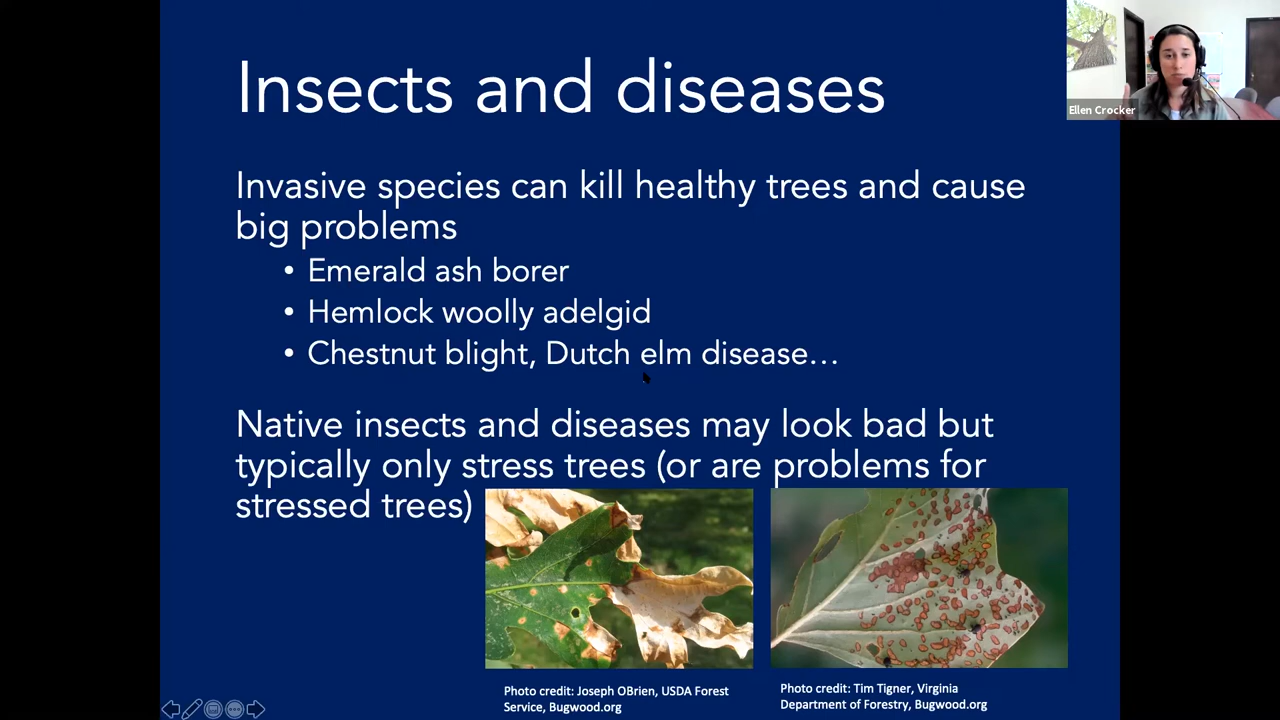 Insects and diseases
Ellen Crocker
Invasive species can kill healthy trees and cause
big problems
• Emerald ash borer
• Hemlock woolly adelgid
• Chestnut blight, Dutch elm disease…
Native insects and diseases may look bad but
typically only stress trees (or are problems for
stressed trees)
Photo credit: Joseph OBrien, USDA Forest
Service, Bugwood.org
Photo credit: Tim Tigner, Virginia
Department of Forestry, Bugwood.org